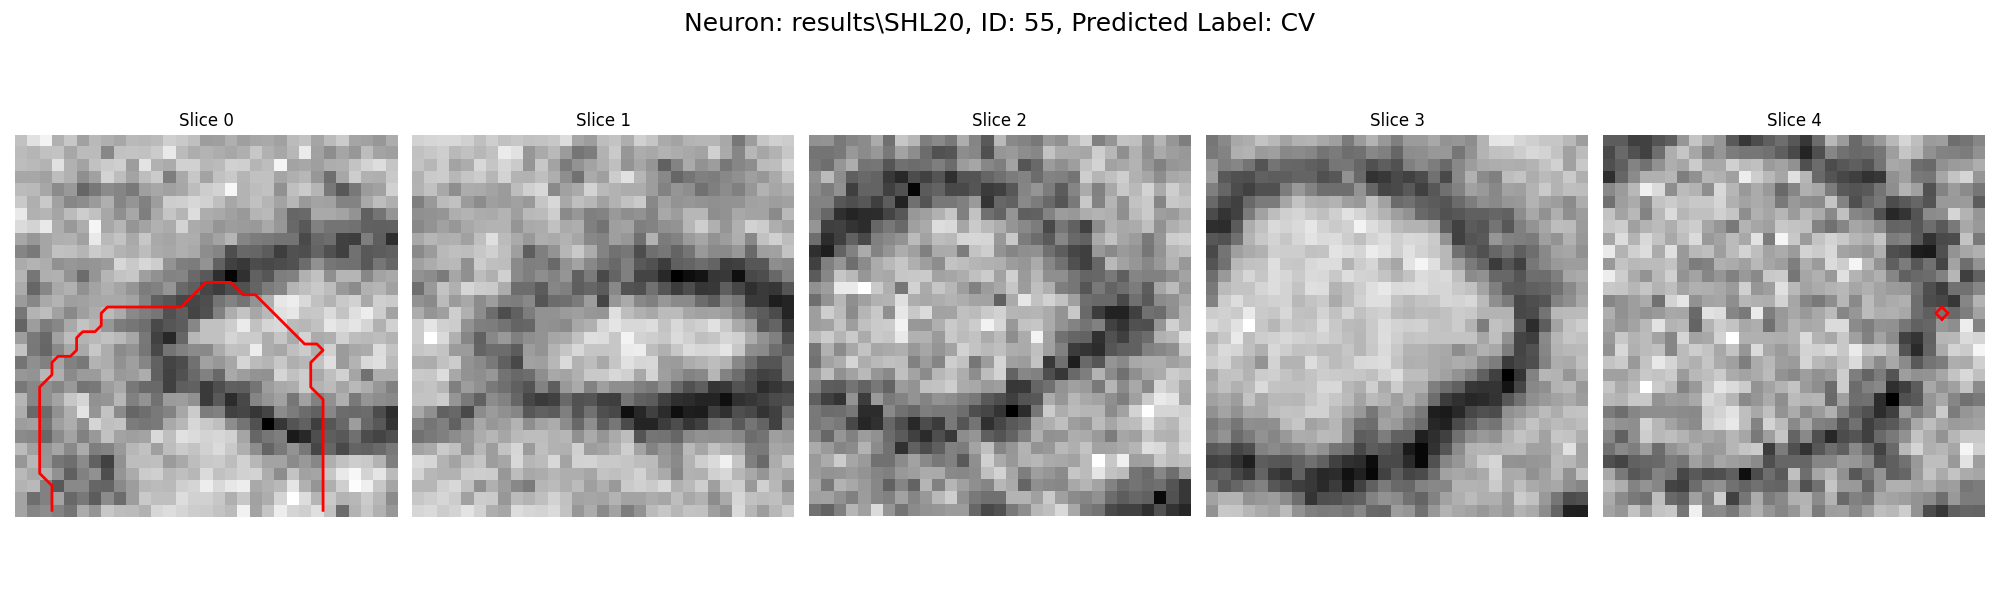 Neuron: results\SHL20, ID: 55, Predicted Label: CV
Slice 0
Slice 1
Slice 2
Slice 3
Slice 4